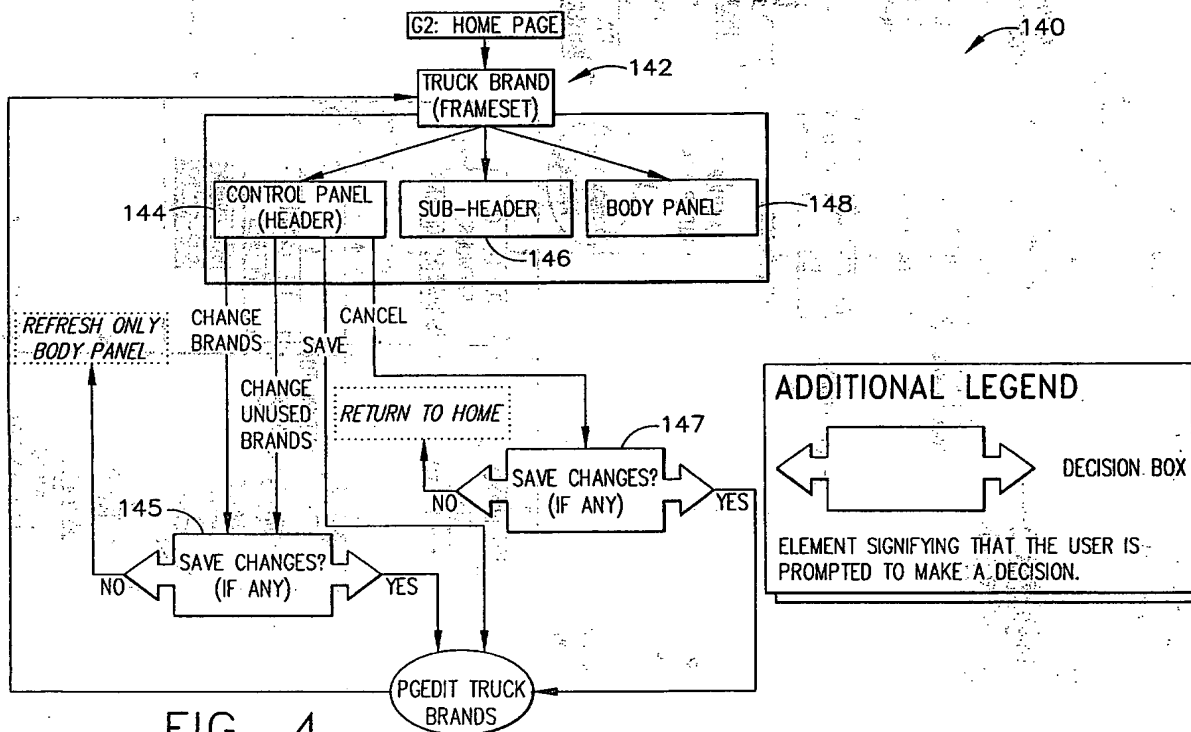 G2: HOME PAGE
140
TRUCK BRAND
(FRAMESET)
142
CONTROL PANEL
(HEADER)
144
SUB-HEADER
146
BODY PANEL
148
REFRESH ONLY
BODY PANEL
CHANGE
BRANDS
SAVE
CANCEL
CHANGE
UNUSED
BRANDS
RETURN TO HOME
147
SAVE CHANGES?
(IF ANY)
NO
YES
145
SAVE CHANGES?
(IF ANY)
NO
YES
ADDITIONAL LEGEND
DECISION BOX
ELEMENT SIGNIFYING THAT THE USER IS
PROMPTED TO MAKE A DECISION.
PGEDIT TRUCK
BRANDS
FIG. 4